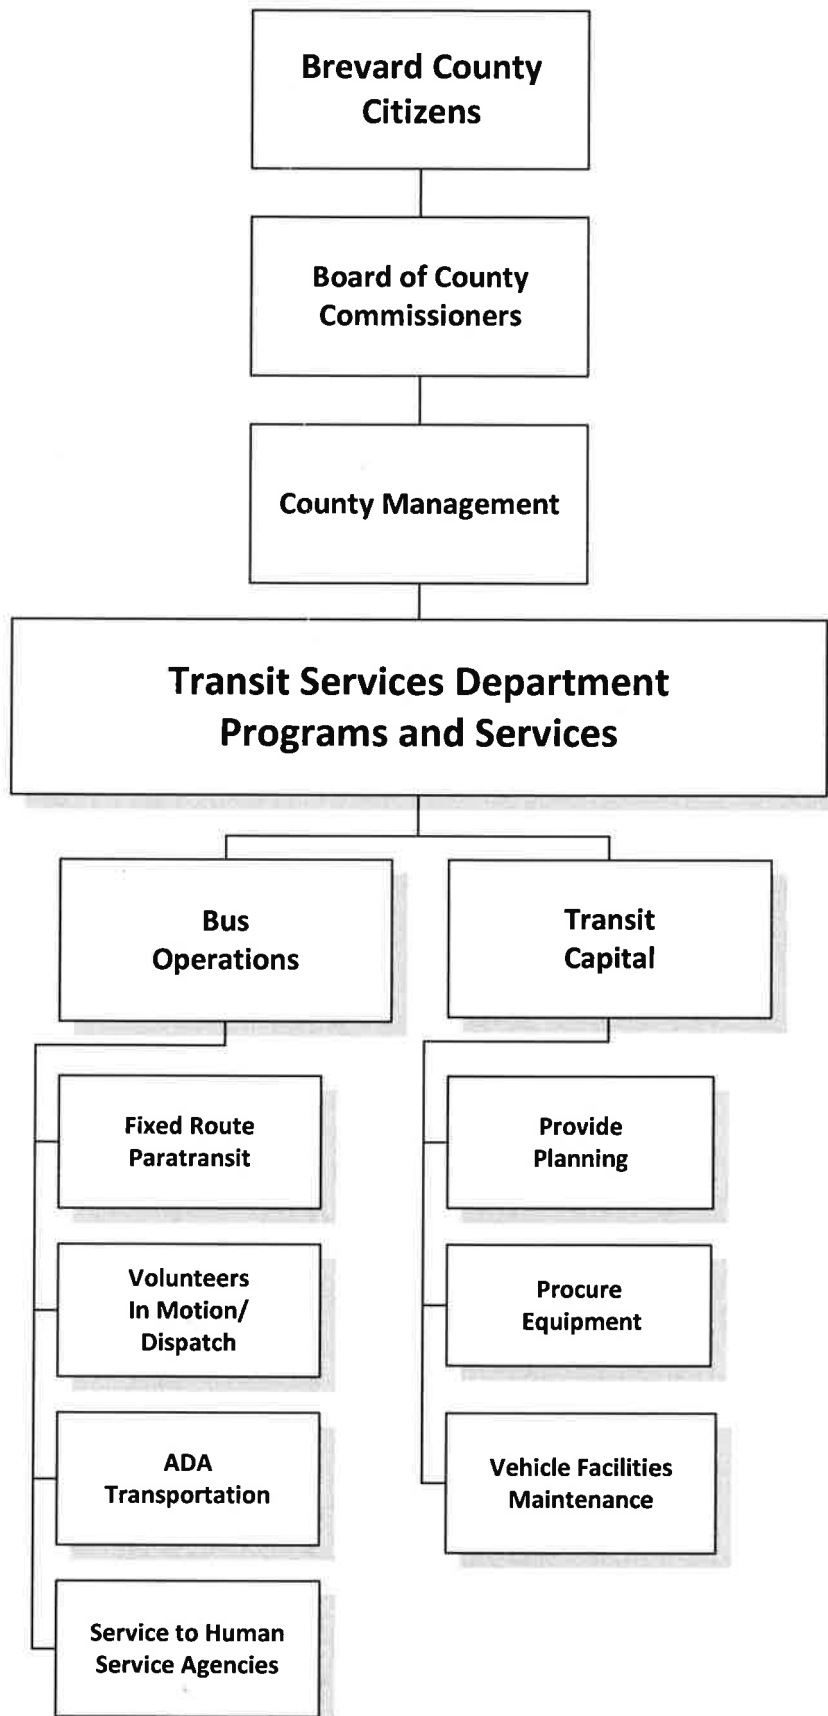 Brevard County
Citizens
Board of County
Commissioners
County Management
Transit Services Department
Programs and Services
Bus
Operations
Transit
Capital
Fixed Route
Paratransit
Provide
Planning
Volunteers
In Motion/
Dispatch
Procure
Equipment
ADA
Transportation
Vehicle Facilities
Maintenance
Service to Human
Service Agencies